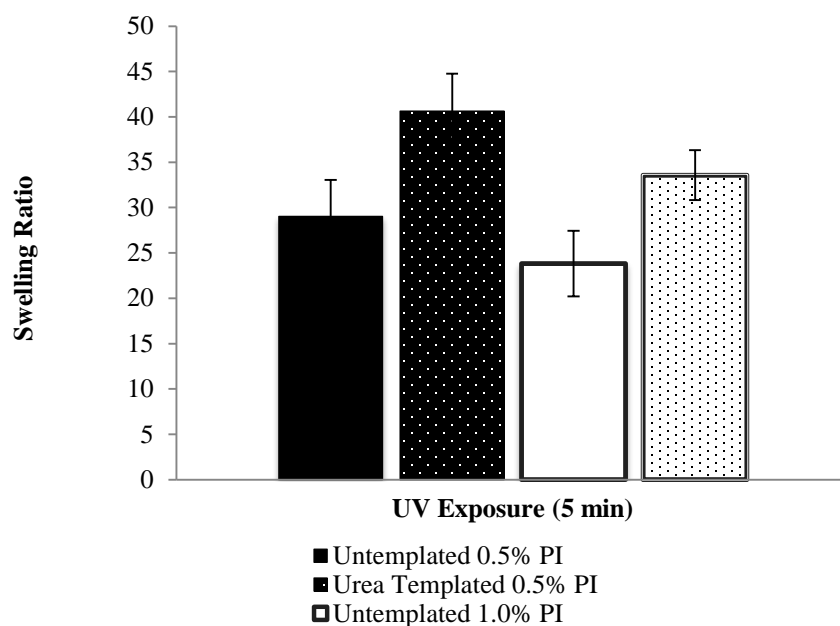 50
45
40
35
30
25
20
15
10
5
0
Swelling Ratio
UV Exposure (5 min)
Untemplated 0.5% PI
Urea Templated 0.5% PI
Untemplated 1.0% PI